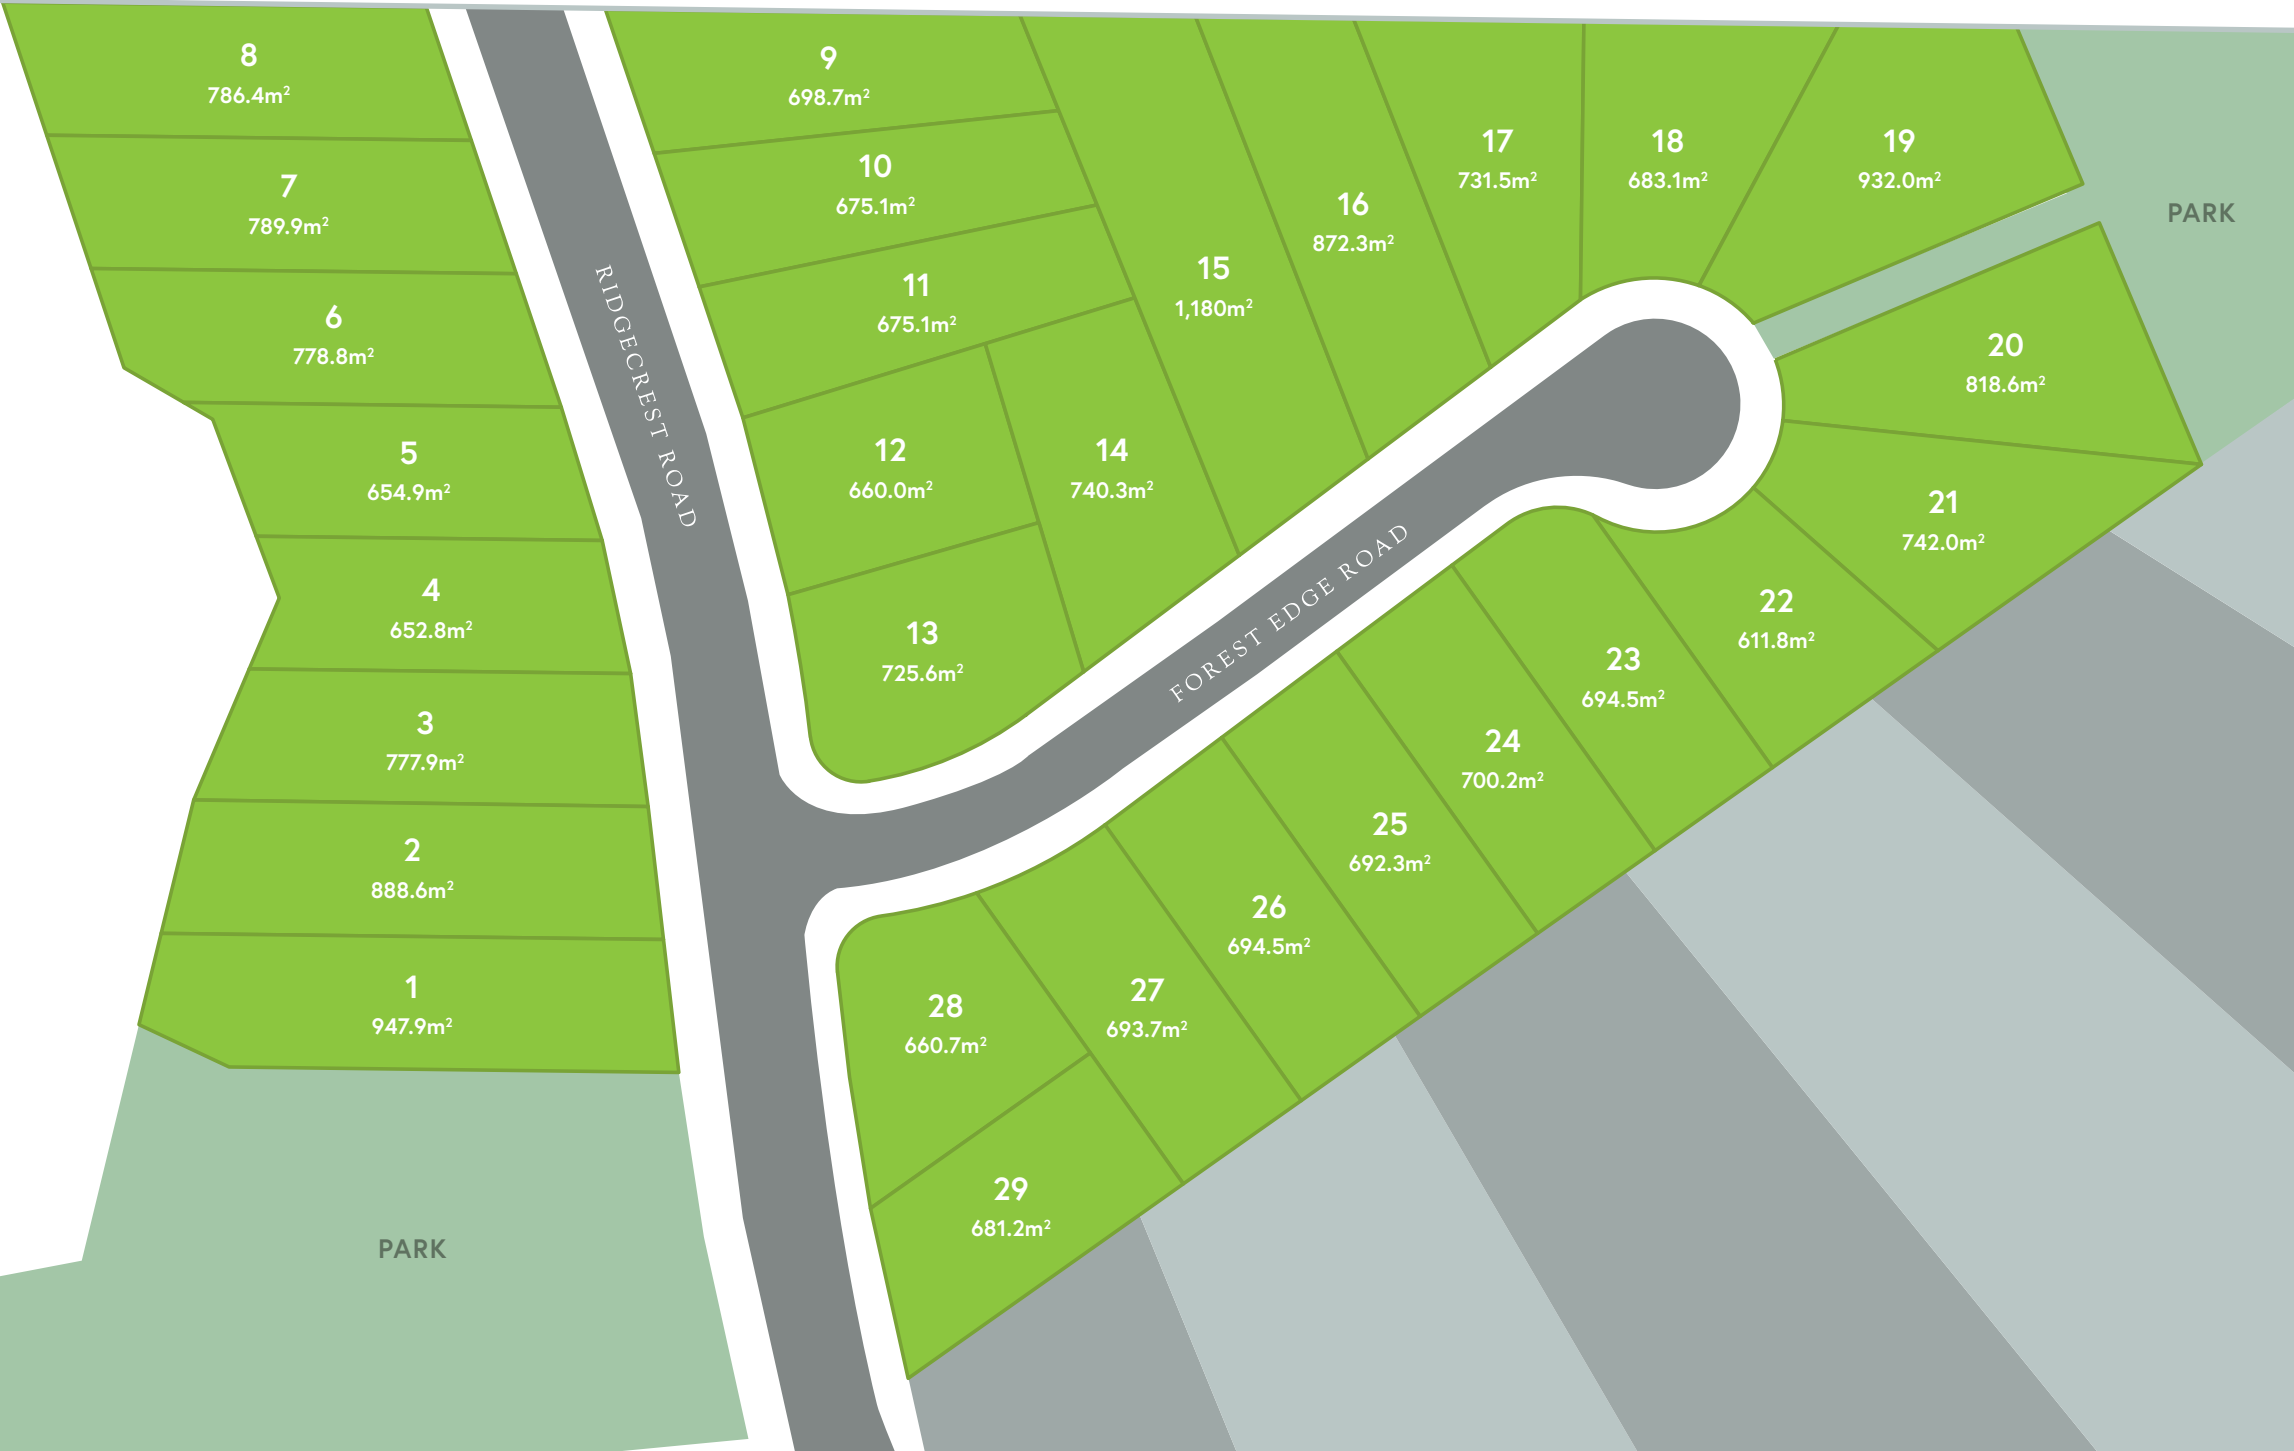 8
786.4m²
7
789.9m²
6
778.8m²
5
654.9m²
4
652.8m²
3
777.9m²
2
888.6m²
1
947.9m²
PARK
RIDGECREST ROAD
9
698.7m²
10
675.1m²
11
675.1m²
12
660.0m²
13
725.6m²
14
740.3m²
15
1,180m²
16
872.3m²
17
731.5m²
18
683.1m²
19
932.0m²
PARK
20
818.6m²
21
742.0m²
22
611.8m²
23
694.5m²
24
700.2m²
25
692.3m²
26
694.5m²
27
693.7m²
28
660.7m²
29
681.2m²
FOREST EDGE ROAD